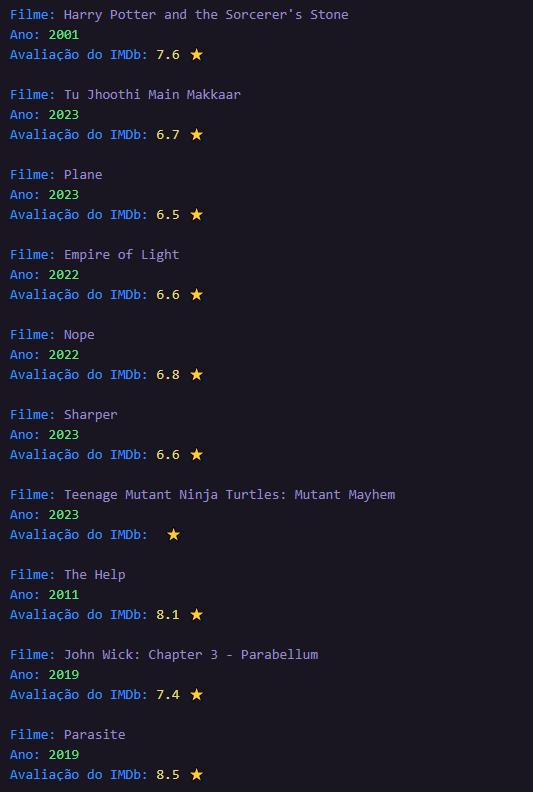 Filme: Harry Potter and the Sorcerer's Stone
Ano: 2001
Avaliação do IMDb: 7.6 ⭐
Filme: Tu Jhoothi Main Makkaar
Ano: 2023
Avaliação do IMDb: 6.7 ⭐
Filme: Plane
Ano: 2023
Avaliação do IMDb: 6.5 ⭐
Filme: Empire of Light
Ano: 2022
Avaliação do IMDb: 6.6 ⭐
Filme: Nope
Ano: 2022
Avaliação do IMDb: 6.8 ⭐
Filme: Sharper
Ano: 2023
Avaliação do IMDb: 6.6 ⭐
Filme: Teenage Mutant Ninja Turtles: Mutant Mayhem
Ano: 2023
Avaliação do IMDb: ⭐
Filme: The Help
Ano: 2011
Avaliação do IMDb: 8.1 ⭐
Filme: John Wick: Chapter 3 - Parabellum
Ano: 2019
Avaliação do IMDb: 7.4 ⭐
Filme: Parasite
Ano: 2019
Avaliação do IMDb: 8.5 ⭐